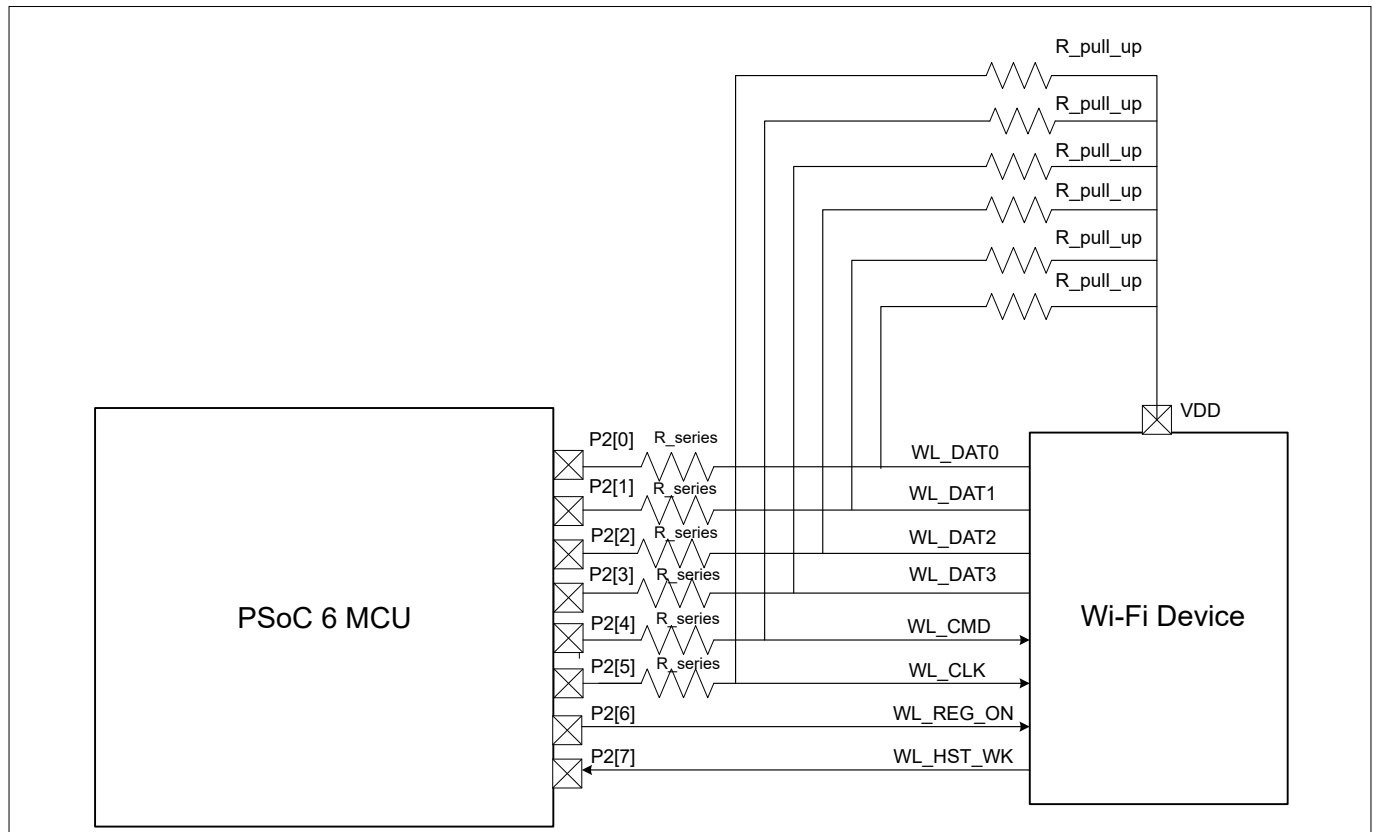 R_pull_up
R_pull_up
R_pull_up
R_pull_up
R_pull_up
R_pull_up
VDD
P2[0] R_series WL_DAT0
P2[1] R_series WL_DAT1
P2[2] R_series WL_DAT2
P2[3] R_series WL_DAT3
PSoC 6 MCU
Wi-Fi Device
P2[4] R_series WL_CMD
P2[5] R_series WL_CLK
P2[6] WL_REG_ON
P2[7] WL_HST_WK